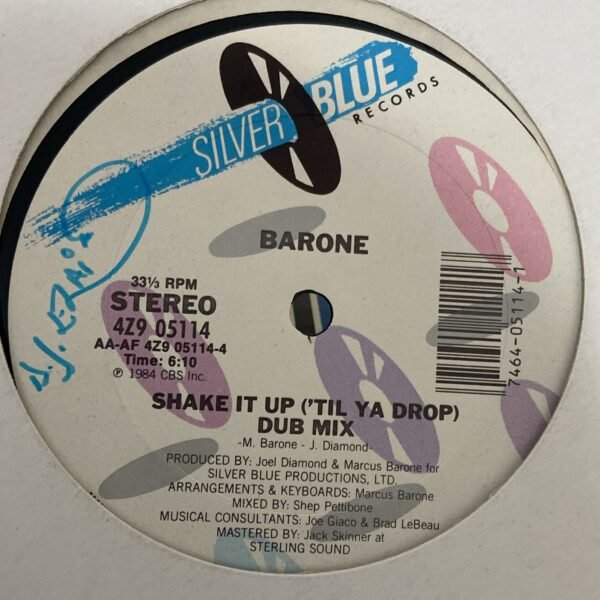 SILVER BLUE
RECORDS
BARONE
33⅓ RPM
STEREO
4Z9 05114
AA-AF 4Z9 05114-4
Time: 6:10
℗ 1984 CBS Inc.
7464-05114-1
SHAKE IT UP ('TIL YA DROP)
DUB MIX
-M. Barone - J. Diamond-
PRODUCED BY: Joel Diamond & Marcus Barone for
SILVER BLUE PRODUCTIONS, LTD.
ARRANGEMENTS & KEYBOARDS: Marcus Barone
MIXED BY: Shep Pettibone
MUSICAL CONSULTANTS: Joe Giaco & Brad LeBeau
MASTERED BY: Jack Skinner at
STERLING SOUND